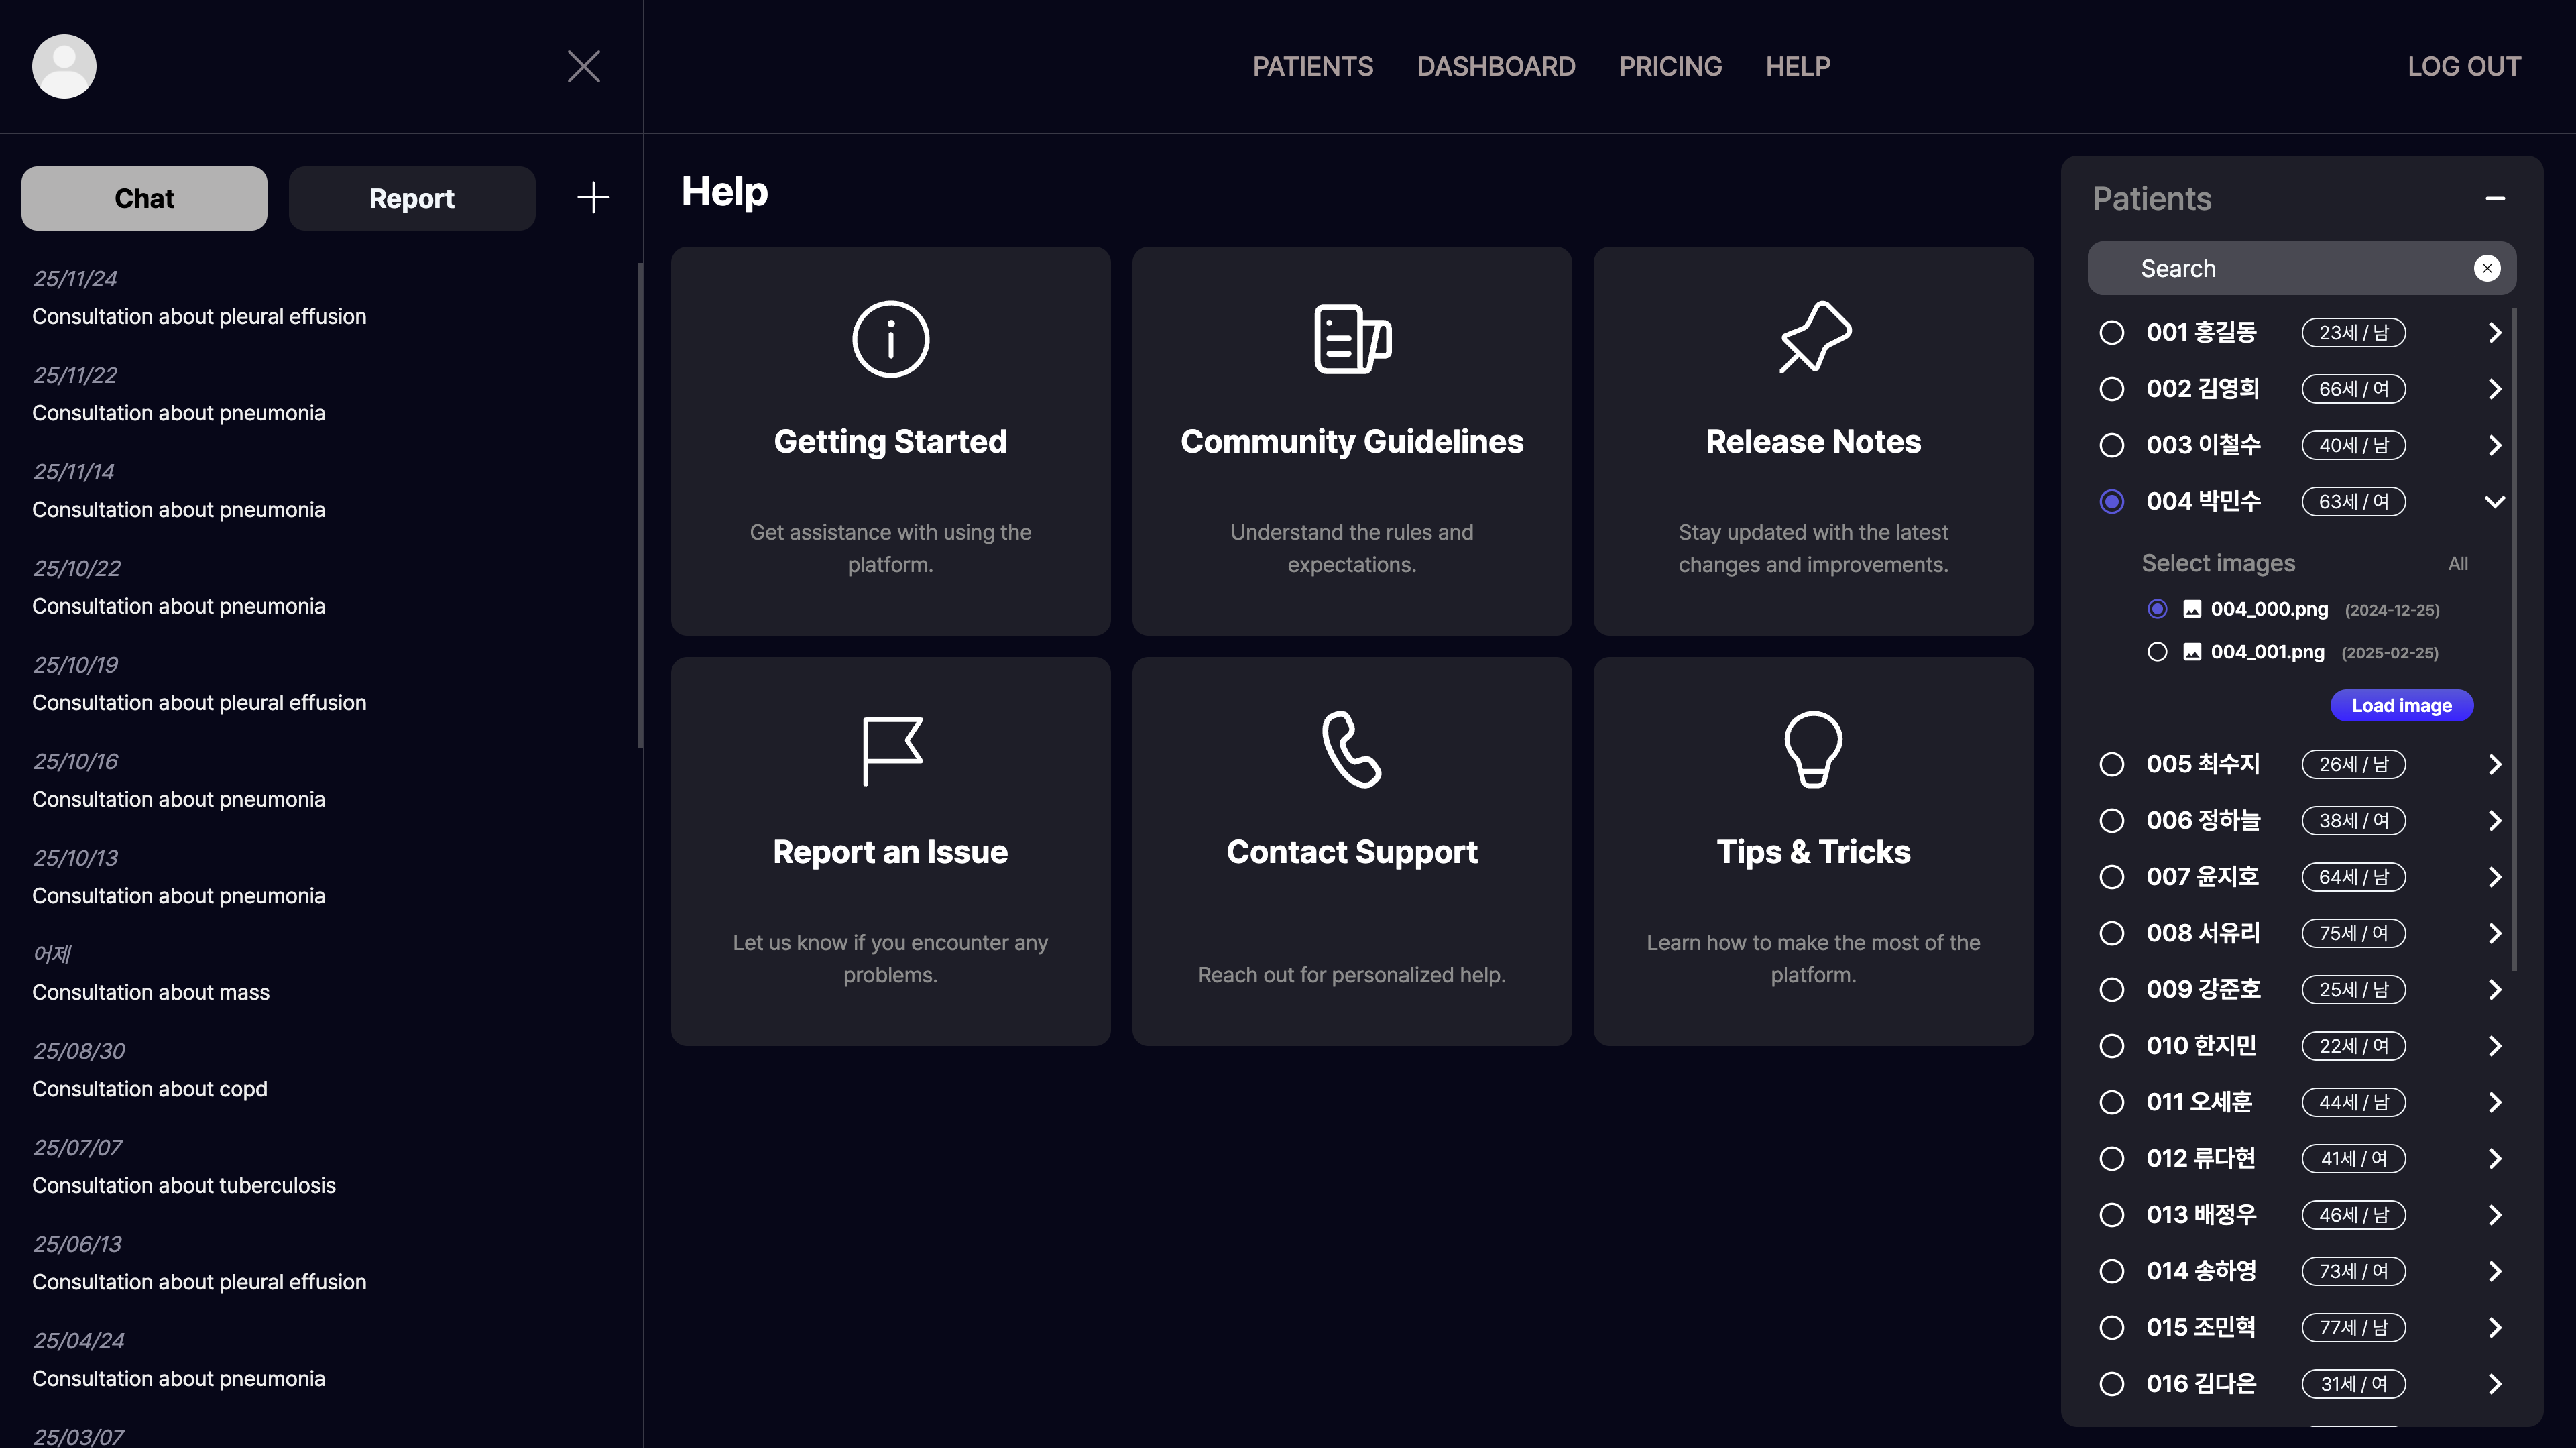 PATIENTS DASHBOARD PRICING HELP
LOG OUT
Chat
Report
25/11/24
Consultation about pleural effusion
25/11/22
Consultation about pneumonia
25/11/14
Consultation about pneumonia
25/10/22
Consultation about pneumonia
25/10/19
Consultation about pleural effusion
25/10/16
Consultation about pneumonia
25/10/13
Consultation about pneumonia
어제
Consultation about mass
25/08/30
Consultation about copd
25/07/07
Consultation about tuberculosis
25/06/13
Consultation about pleural effusion
25/04/24
Consultation about pneumonia
25/03/07
Help
Getting Started
Get assistance with using the
platform.
Community Guidelines
Understand the rules and
expectations.
Release Notes
Stay updated with the latest
changes and improvements.
Report an Issue
Let us know if you encounter any
problems.
Contact Support
Reach out for personalized help.
Tips & Tricks
Learn how to make the most of the
platform.
Patients
Search
001 홍길동 23세 / 남
002 김영희 66세 / 여
003 이철수 40세 / 남
004 박민수 63세 / 여
Select images All
004_000.png (2024-12-25)
004_001.png (2025-02-25)
Load image
005 최수지 26세 / 남
006 정하늘 38세 / 여
007 윤지호 64세 / 남
008 서유리 75세 / 여
009 강준호 25세 / 남
010 한지민 22세 / 여
011 오세훈 44세 / 남
012 류다현 41세 / 여
013 배정우 46세 / 남
014 송하영 73세 / 여
015 조민혁 77세 / 남
016 김다은 31세 / 여